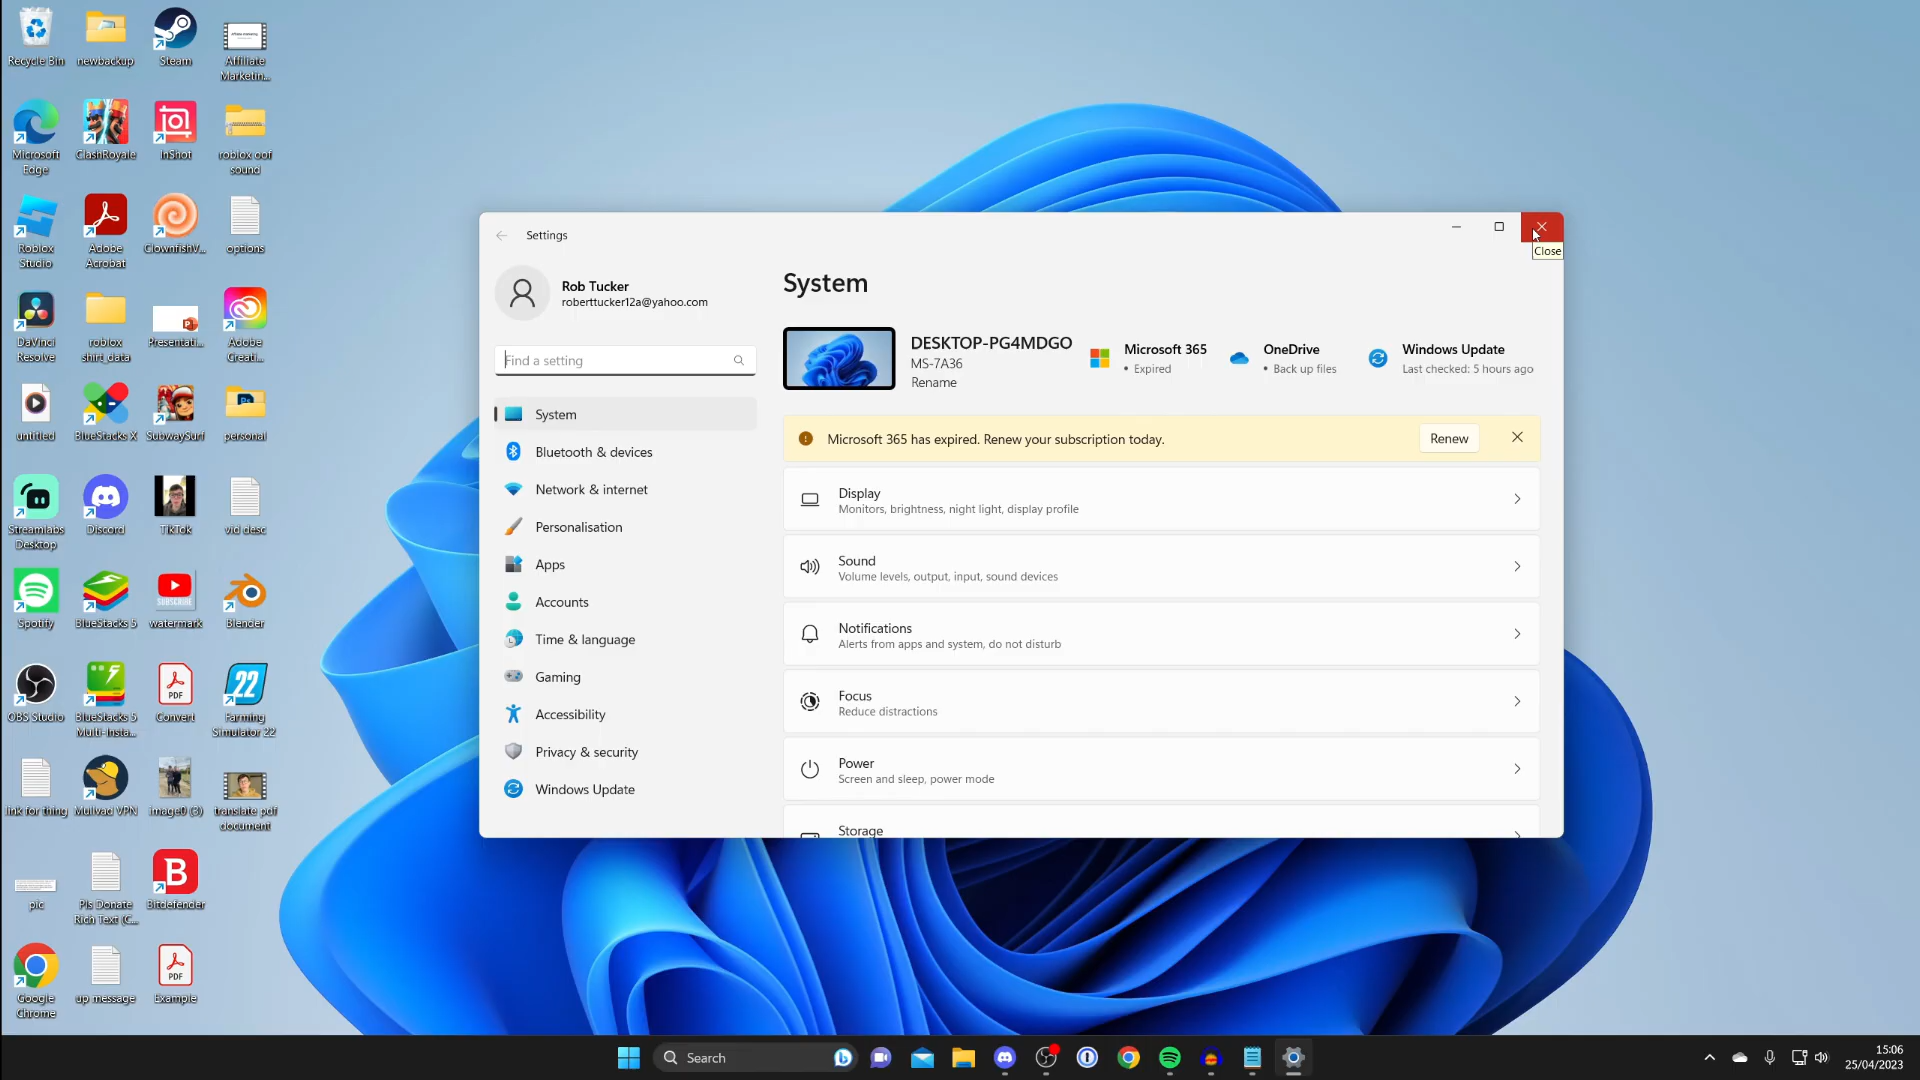 Recycle Bin
newbackup
Steam
Affiliate
Marketin...
Microsoft
Edge
ClashRoyale
InShot
roblox oof
sound
Roblox
Studio
Adobe
Acrobat
ClownfishV...
options
DaVinci
Resolve
roblox
shirt_data
Presentati...
Adobe
Creati...
untitled
BlueStacks X
SubwaySurf
personal
Streamlabs
Desktop
Discord
TikTok
vid desc
Spotify
BlueStacks 5
SUBSCRIBE
watermark
Blender
OBS Studio
BlueStacks 5
Multi-Insta...
PDF
Convert
22
Farming
Simulator 22
link for thing
Mullvad VPN
image0 (3)
translate pdf
document
pic
Pls Donate
Rich Text (C...
B
Bitdefender
Google
Chrome
up message
PDF
Example
Settings
Close
Rob Tucker
roberttucker12a@yahoo.com
Find a setting
System
Bluetooth & devices
Network & internet
Personalisation
Apps
Accounts
Time & language
Gaming
Accessibility
Privacy & security
Windows Update
System
DESKTOP-PG4MDGO
MS-7A36
Rename
Microsoft 365
• Expired
OneDrive
• Back up files
Windows Update
Last checked: 5 hours ago
Microsoft 365 has expired. Renew your subscription today.
Renew
Display
Monitors, brightness, night light, display profile
Sound
Volume levels, output, input, sound devices
Notifications
Alerts from apps and system, do not disturb
Focus
Reduce distractions
Power
Screen and sleep, power mode
Storage
Search
15:06
25/04/2023